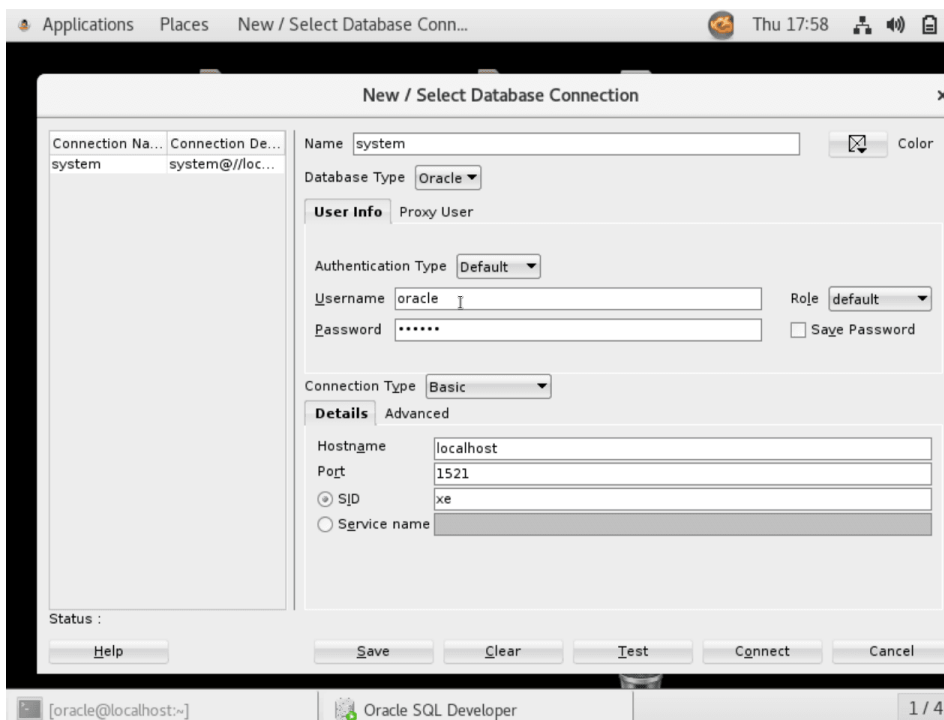 Applications Places New / Select Database Conn... Thu 17:58
New / Select Database Connection
Connection Na... Connection De...
system system@//loc...
Name system Color
Database Type Oracle
User Info Proxy User
Authentication Type Default
Username oracle Role default
Password •••••• Save Password
Connection Type Basic
Details Advanced
Hostname localhost
Port 1521
SID xe
Service name
Status :
Help Save Clear Test Connect Cancel
[oracle@localhost:~] Oracle SQL Developer 1 / 4